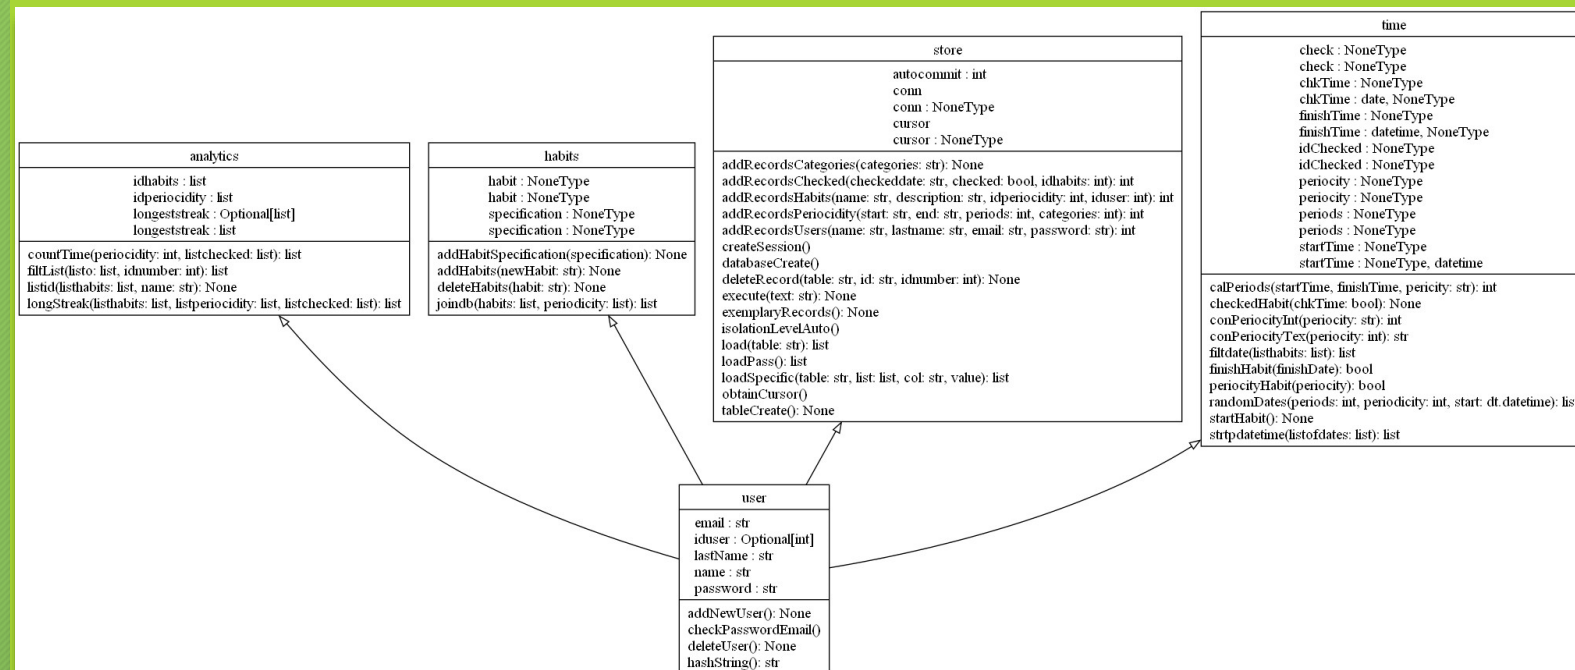 analytics
idhabits : list
idperiocidity : list
longeststreak : Optional[list]
longeststreak : list
countTime(periocidity: int, listchecked: list): list
filtList(listo: list, idnumber: int): list
listid(listhabits: list, name: str): None
longStreak(listhabits: list, listperiocidity: list, listchecked: list): list
habits
habit : NoneType
habit : NoneType
specification : NoneType
specification : NoneType
addHabitSpecification(specification): None
addHabits(newHabit: str): None
deleteHabits(habit: str): None
joindb(habits: list, periodicity: list): list
store
autocommit : int
conn
conn : NoneType
cursor
cursor : NoneType
addRecordsCategories(categories: str): None
addRecordsChecked(checkeddate: str, checked: bool, idhabits: int): int
addRecordsHabits(name: str, description: str, idperiocidity: int, iduser: int): int
addRecordsPeriocidity(start: str, end: str, periods: int, categories: int): int
addRecordsUsers(name: str, lastname: str, email: str, password: str): int
createSession()
databaseCreate()
deleteRecord(table: str, id: str, idnumber: int): None
execute(text: str): None
exemplaryRecords(): None
isolationLevelAuto()
load(table: str): list
loadPass(): list
loadSpecific(table: str, list: list, col: str, value): list
obtainCursor()
tableCreate(): None
time
check : NoneType
check : NoneType
chkTime : NoneType
chkTime : date, NoneType
finishTime : NoneType
finishTime : datetime, NoneType
idChecked : NoneType
idChecked : NoneType
periocity : NoneType
periocity : NoneType
periods : NoneType
periods : NoneType
startTime : NoneType
startTime : NoneType, datetime
calPeriods(startTime, finishTime, pericity: str): int
checkedHabit(chkTime: bool): None
conPeriocityInt(periocity: str): int
conPeriocityTex(periocity: int): str
filtdate(listhabits: list): list
finishHabit(finishDate): bool
periocityHabit(periocity): bool
randomDates(periods: int, periodicity: int, start: dt.datetime): lis
startHabit(): None
strtpdatetime(listofdates: list): list
user
email : str
iduser : Optional[int]
lastName : str
name : str
password : str
addNewUser(): None
checkPasswordEmail()
deleteUser(): None
hashString(): str